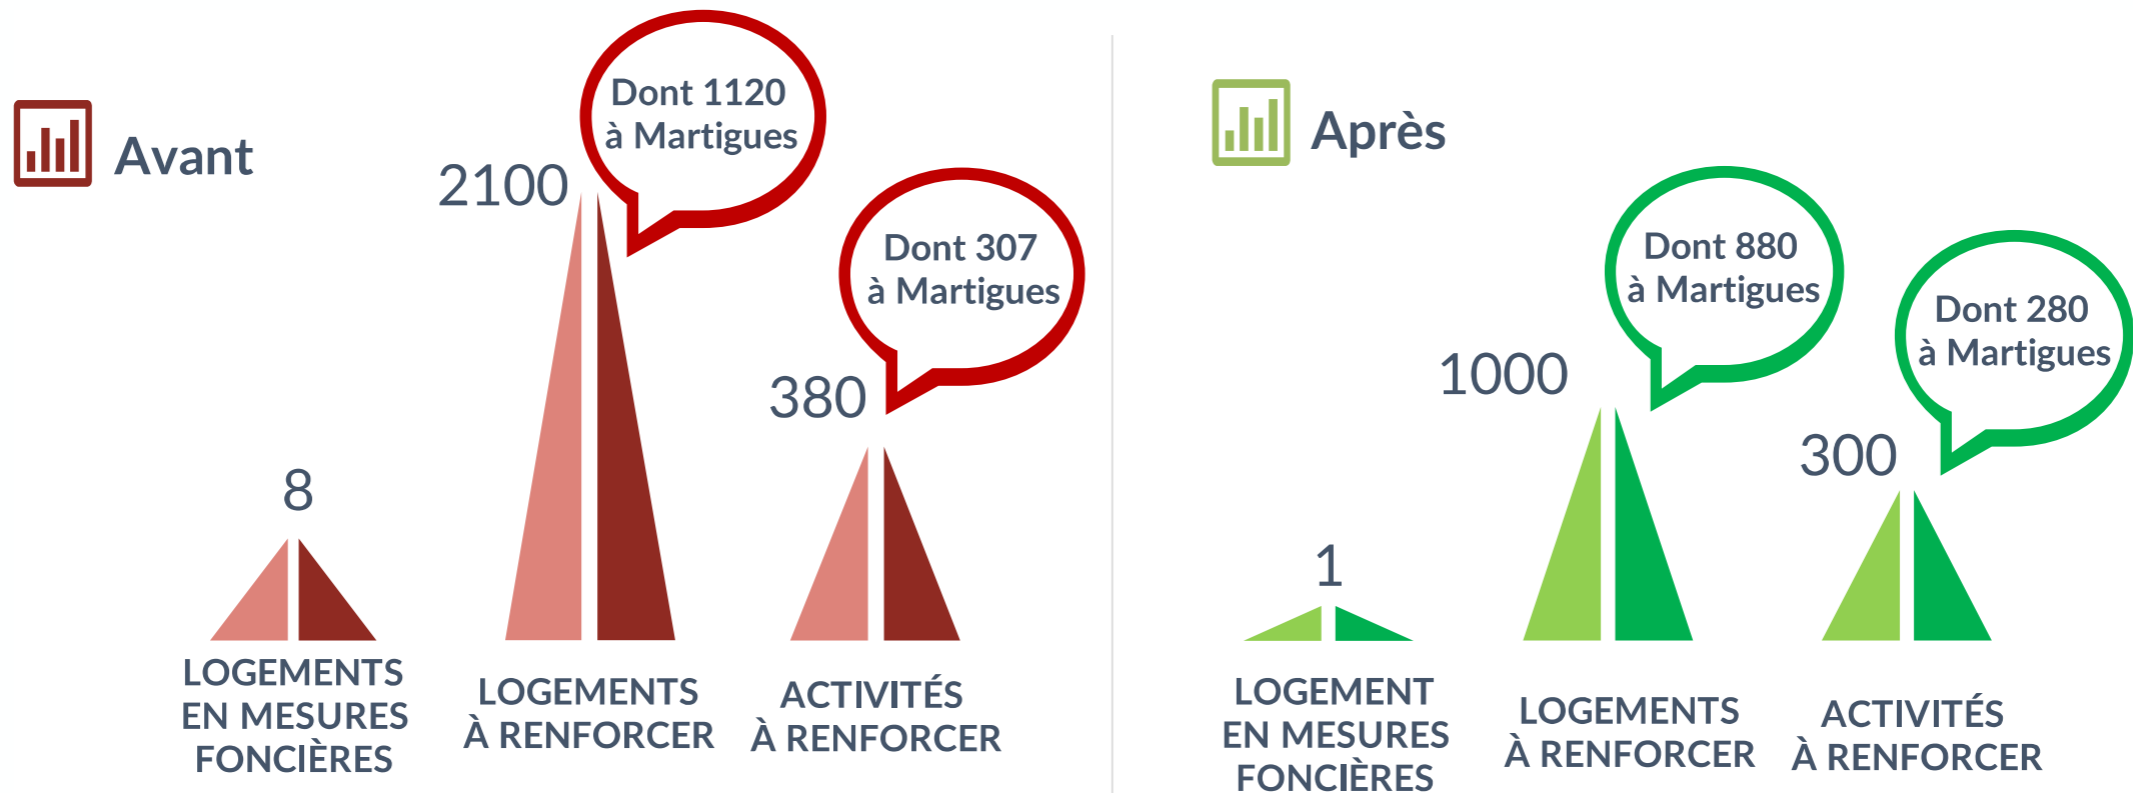 Avant
Dont 1120
à Martigues
2100
Dont 307
à Martigues
380
8
LOGEMENTS
EN MESURES
FONCIÈRES
LOGEMENTS
À RENFORCER
ACTIVITÉS
À RENFORCER
Après
Dont 880
à Martigues
1000
Dont 280
à Martigues
300
1
LOGEMENT
EN MESURES
FONCIÈRES
LOGEMENTS
À RENFORCER
ACTIVITÉS
À RENFORCER